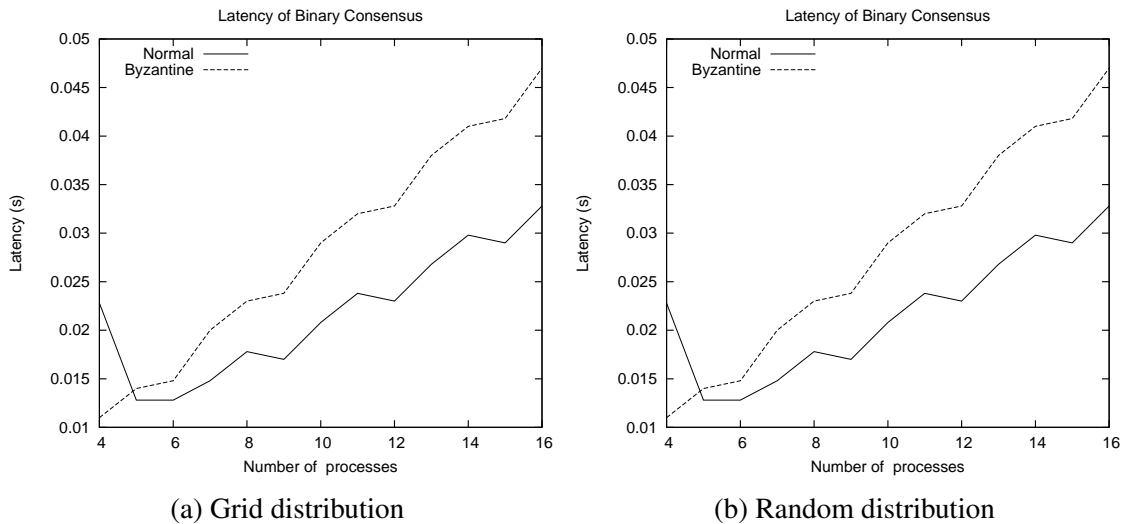 Latency of Binary Consensus
0.05
0.045
0.04
0.035
0.03
0.025
0.02
0.015
0.01
Latency (s)
Normal
Byzantine
4 6 8 10 12 14 16
Number of processes
(a) Grid distribution
Latency of Binary Consensus
0.05
0.045
0.04
0.035
0.03
0.025
0.02
0.015
0.01
Latency (s)
Normal
Byzantine
4 6 8 10 12 14 16
Number of processes
(b) Random distribution